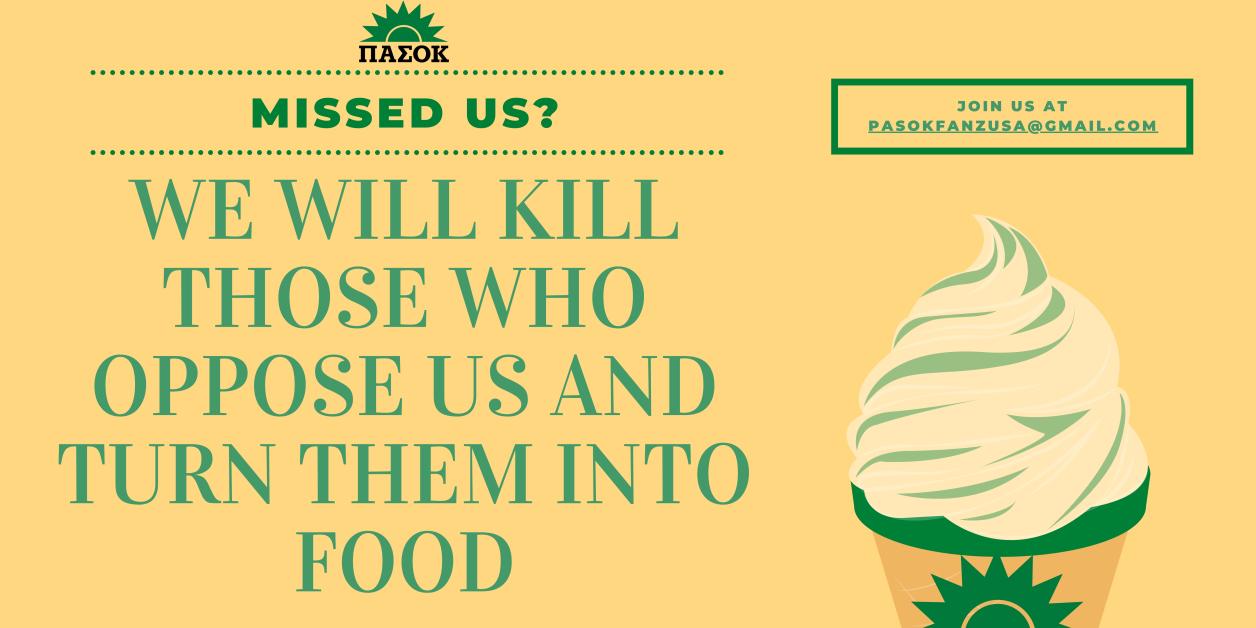 ΠΑΣΟΚ
MISSED US?
WE WILL KILL
THOSE WHO
OPPOSE US AND
TURN THEM INTO
FOOD
JOIN US AT
PASOKFANZUSA@GMAIL.COM